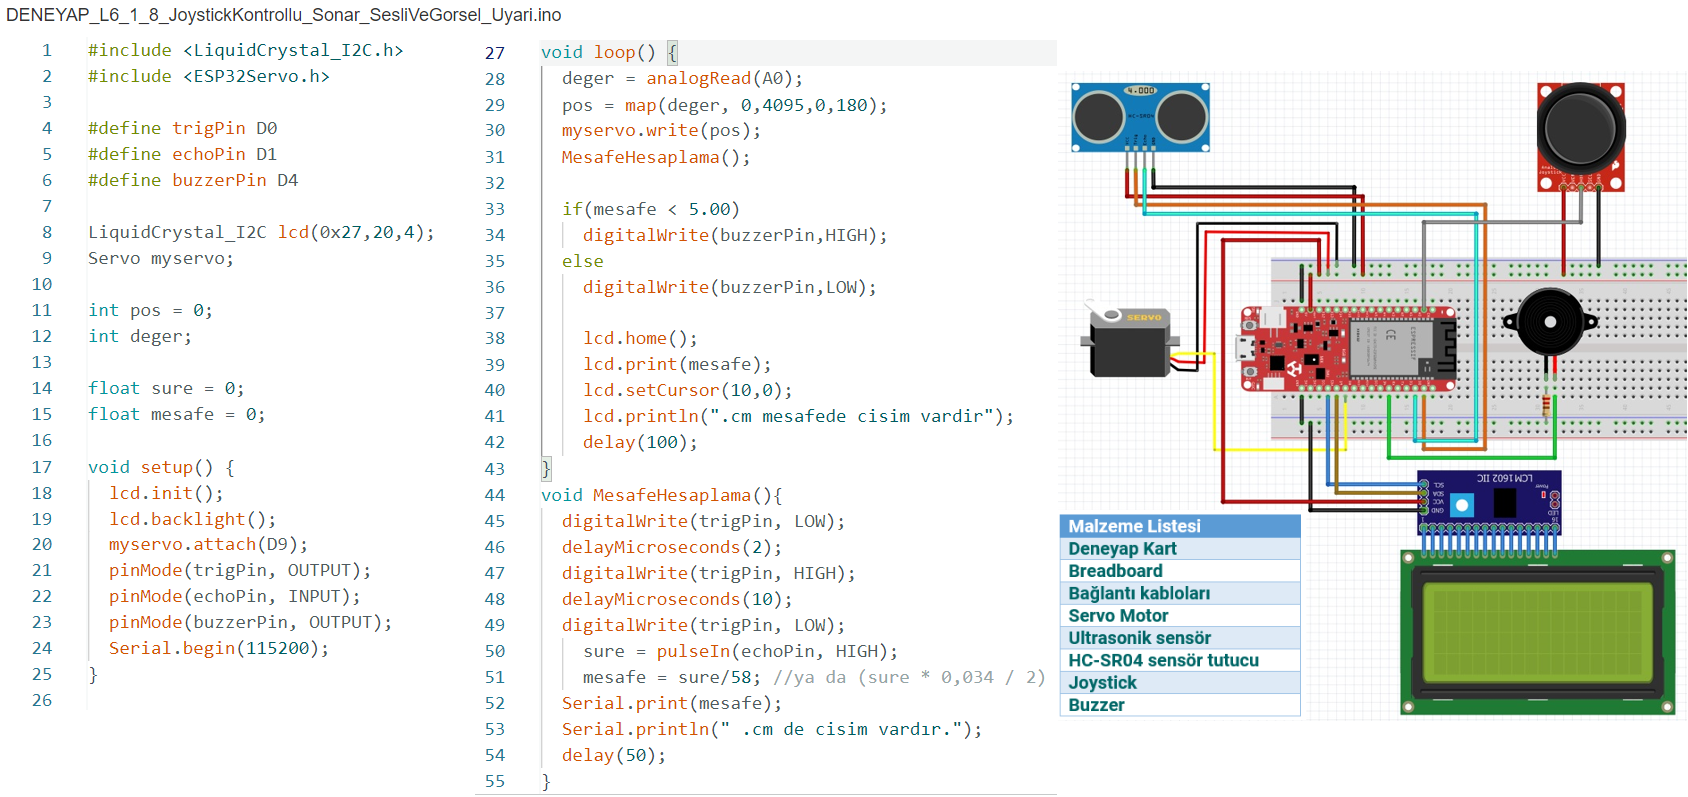 DENEYAP_L6_1_8_JoystickKontrollu_Sonar_SesliVeGorsel_Uyari.ino
1 #include <LiquidCrystal_I2C.h>
2 #include <ESP32Servo.h>
3
4 #define trigPin D0
5 #define echoPin D1
6 #define buzzerPin D4
7
8 LiquidCrystal_I2C lcd(0x27,20,4);
9 Servo myservo;
10
11 int pos = 0;
12 int deger;
13
14 float sure = 0;
15 float mesafe = 0;
16
17 void setup() {
18 lcd.init();
19 lcd.backlight();
20 myservo.attach(D9);
21 pinMode(trigPin, OUTPUT);
22 pinMode(echoPin, INPUT);
23 pinMode(buzzerPin, OUTPUT);
24 Serial.begin(115200);
25 }
26
27 void loop() {
28 deger = analogRead(A0);
29 pos = map(deger, 0,4095,0,180);
30 myservo.write(pos);
31 MesafeHesaplama();
32
33 if(mesafe < 5.00)
34 digitalWrite(buzzerPin,HIGH);
35 else
36 digitalWrite(buzzerPin,LOW);
37
38 lcd.home();
39 lcd.print(mesafe);
40 lcd.setCursor(10,0);
41 lcd.println(".cm mesafede cisim vardir");
42 delay(100);
43 }
44 void MesafeHesaplama(){
45 digitalWrite(trigPin, LOW);
46 delayMicroseconds(2);
47 digitalWrite(trigPin, HIGH);
48 delayMicroseconds(10);
49 digitalWrite(trigPin, LOW);
50 sure = pulseIn(echoPin, HIGH);
51 mesafe = sure/58; //ya da (sure * 0,034 / 2)
52 Serial.print(mesafe);
53 Serial.println(" .cm de cisim vardır.");
54 delay(50);
55 }
4.000
HC-SR04
SERVO
LCM1602 IIC
SCL
SDA
VCC
GND
LED
Malzeme Listesi
Deneyap Kart
Breadboard
Bağlantı kabloları
Servo Motor
Ultrasonik sensör
HC-SR04 sensör tutucu
Joystick
Buzzer